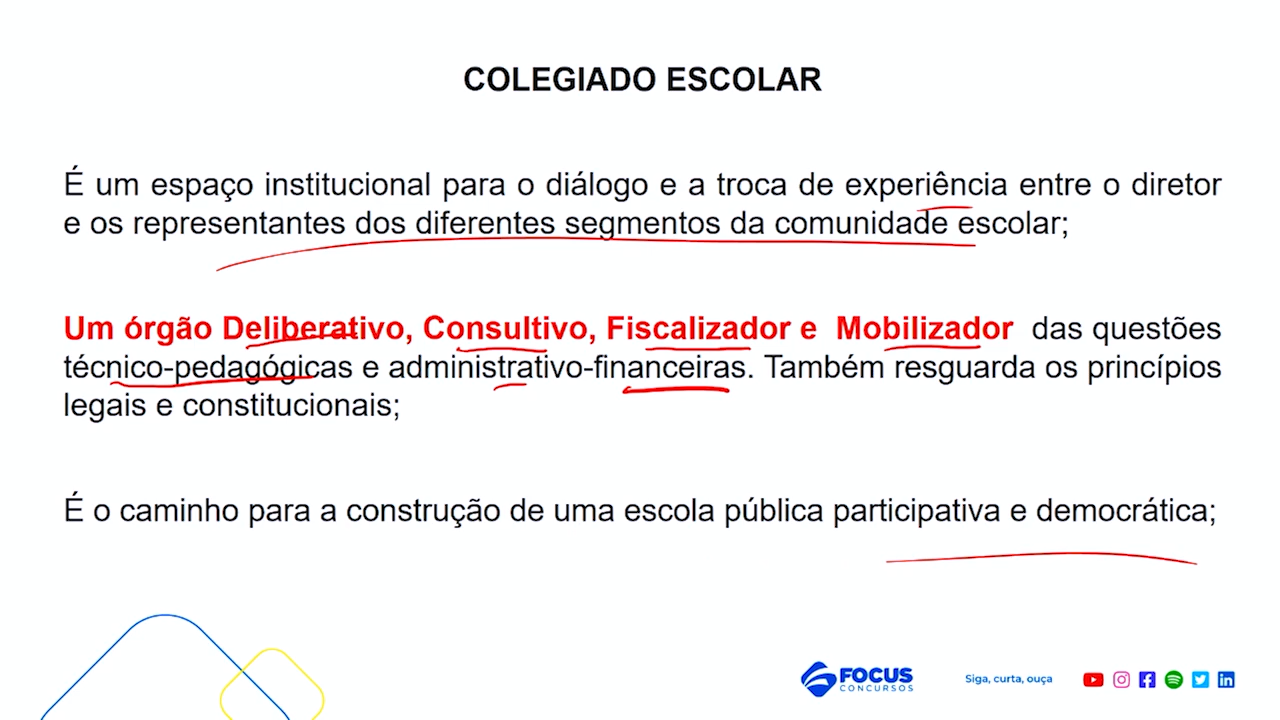 COLEGIADO ESCOLAR
É um espaço institucional para o diálogo e a troca de experiência entre o diretor
e os representantes dos diferentes segmentos da comunidade escolar;
Um órgão Deliberativo, Consultivo, Fiscalizador e Mobilizador das questões
técnico-pedagógicas e administrativo-financeiras. Também resguarda os princípios
legais e constitucionais;
É o caminho para a construção de uma escola pública participativa e democrática;
FOCUS
CONCURSOS
Siga, curta, ouça